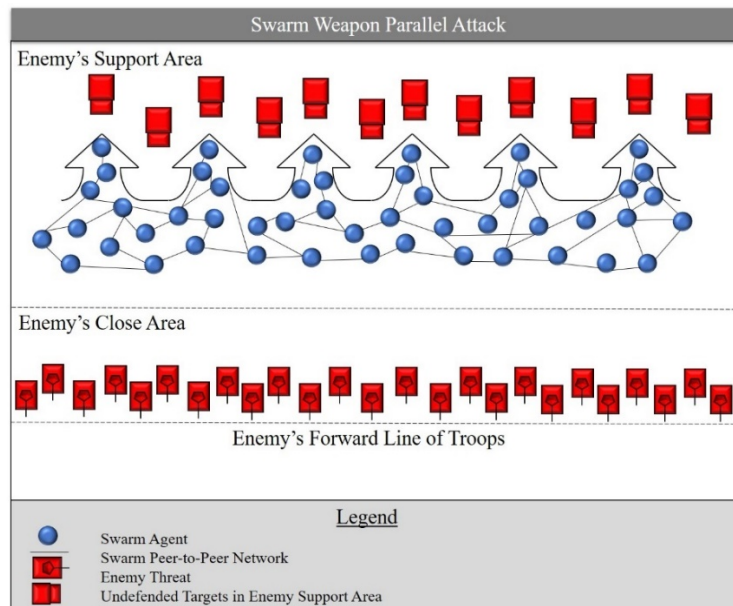 Swarm Weapon Parallel Attack
Enemy’s Support Area
Enemy’s Close Area
Enemy’s Forward Line of Troops
Legend
Swarm Agent
Swarm Peer-to-Peer Network
Enemy Threat
Undefended Targets in Enemy Support Area